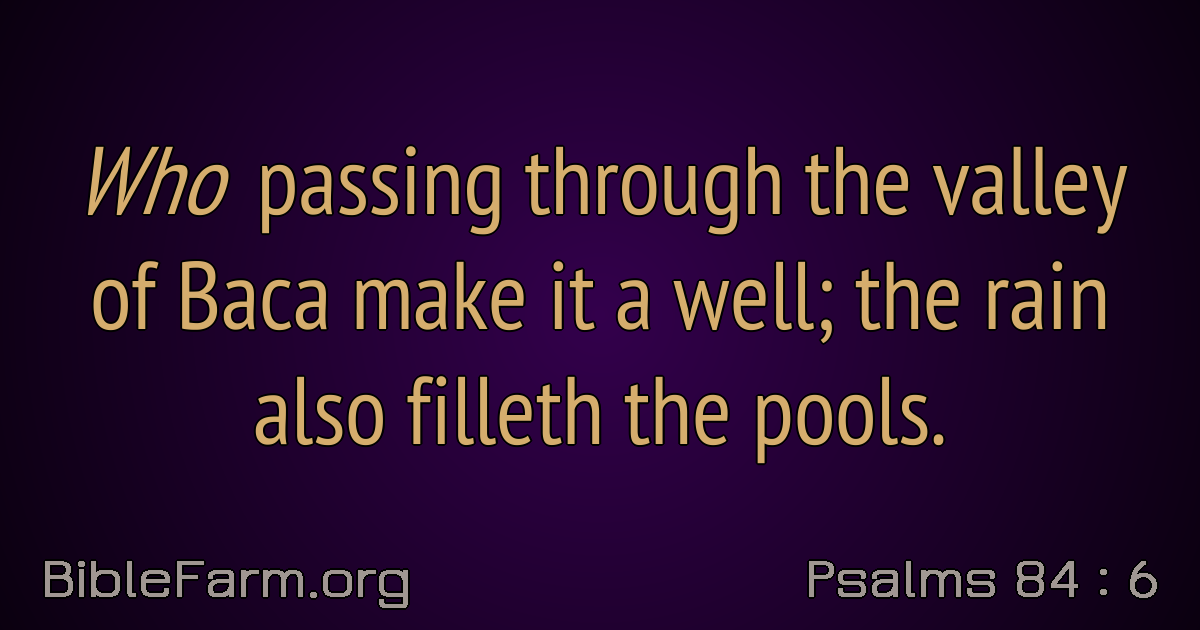 Who passing through the valley
of Baca make it a well; the rain
also filleth the pools.
BibleFarm.org
Psalms 84 : 6